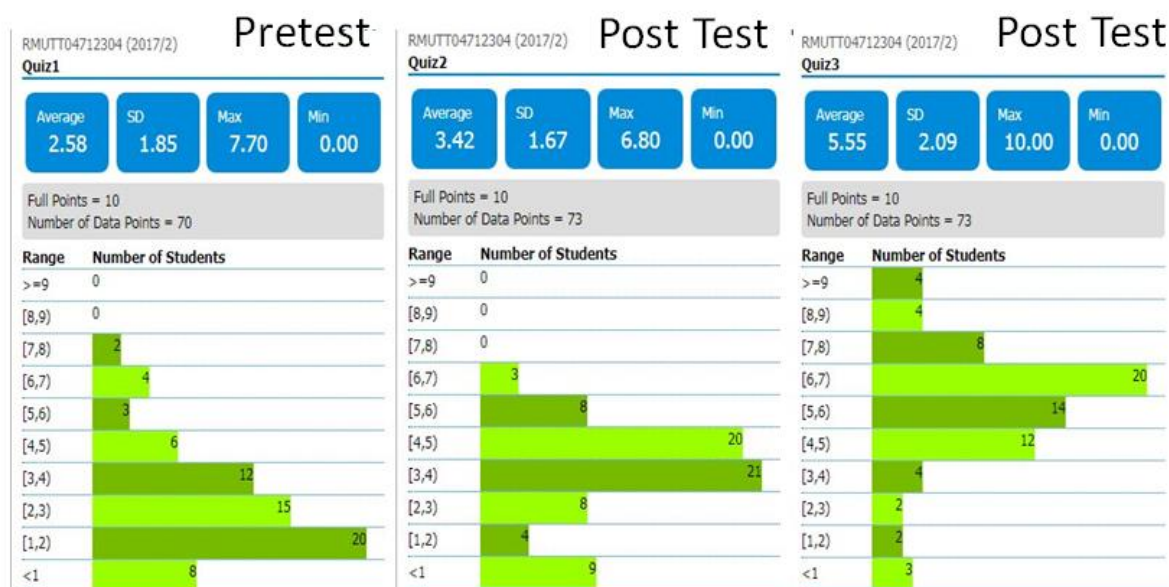 Pretest
RMUTT04712304 (2017/2)
Quiz1
Average SD Max Min
2.58 1.85 7.70 0.00
Full Points = 10
Number of Data Points = 70
Range Number of Students
>=9 0
[8,9) 0
[7,8) 2
[6,7) 4
[5,6) 3
[4,5) 6
[3,4) 12
[2,3) 15
[1,2) 20
<1 8
Post Test
RMUTT04712304 (2017/2)
Quiz2
Average SD Max Min
3.42 1.67 6.80 0.00
Full Points = 10
Number of Data Points = 73
Range Number of Students
>=9 0
[8,9) 0
[7,8) 0
[6,7) 3
[5,6) 8
[4,5) 20
[3,4) 21
[2,3) 8
[1,2) 4
<1 9
Post Test
RMUTT04712304 (2017/2)
Quiz3
Average SD Max Min
5.55 2.09 10.00 0.00
Full Points = 10
Number of Data Points = 73
Range Number of Students
>=9 4
[8,9) 4
[7,8) 8
[6,7) 20
[5,6) 14
[4,5) 12
[3,4) 4
[2,3) 2
[1,2) 2
<1 3